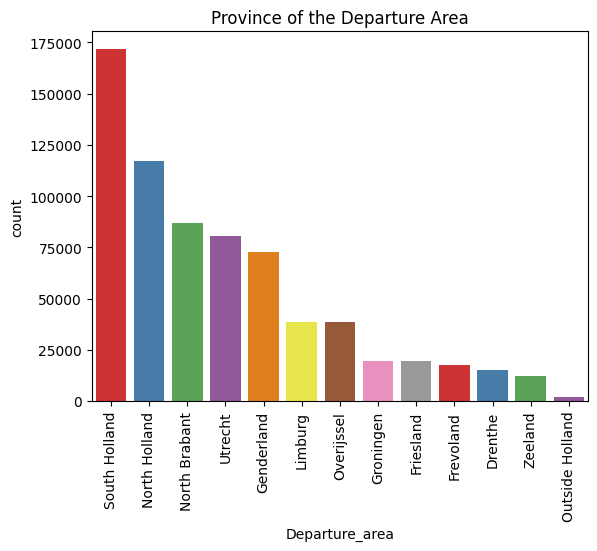 Province of the Departure Area
175000
150000
125000
100000
75000
50000
25000
0
count
South Holland
North Holland
North Brabant
Utrecht
Genderland
Limburg
Overijssel
Groningen
Friesland
Frevoland
Drenthe
Zeeland
Outside Holland
Departure_area